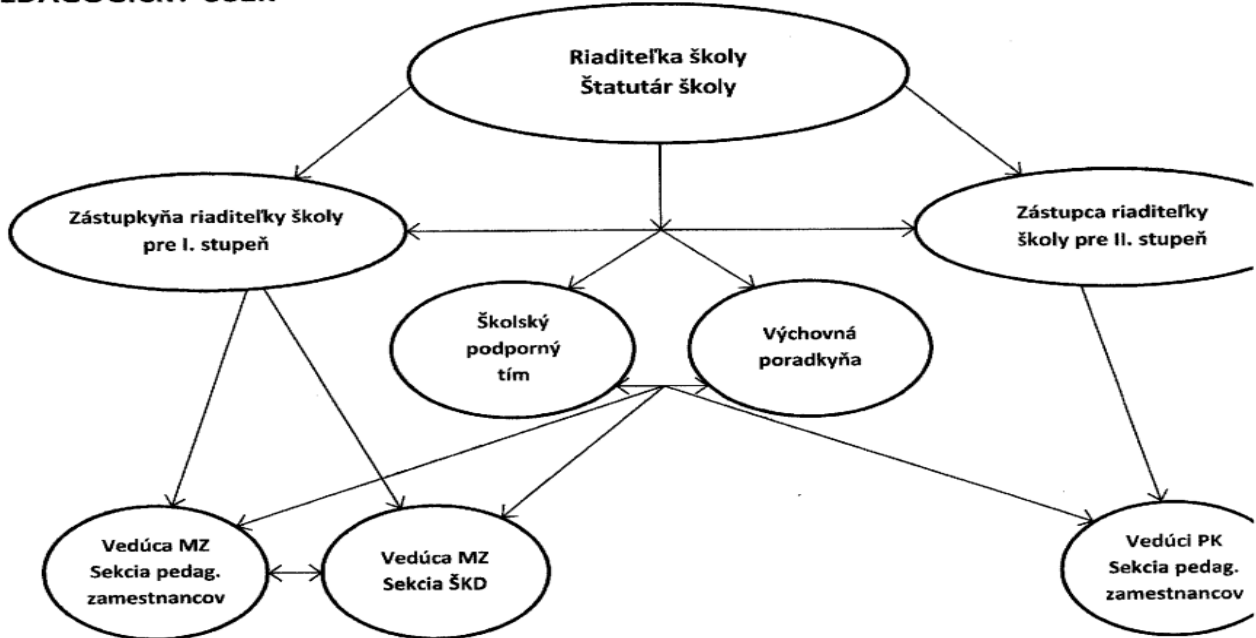 Riaditeľka školy
Štatutár školy
Zástupkyňa riaditeľky školy
pre I. stupeň
Zástupca riaditeľky
školy pre II. stupeň
Školský
podporný
tím
Výchovná
poradkyňa
Vedúca MZ
Sekcia pedag.
zamestnancov
Vedúca MZ
Sekcia ŠKD
Vedúci PK
Sekcia pedag.
zamestnancov